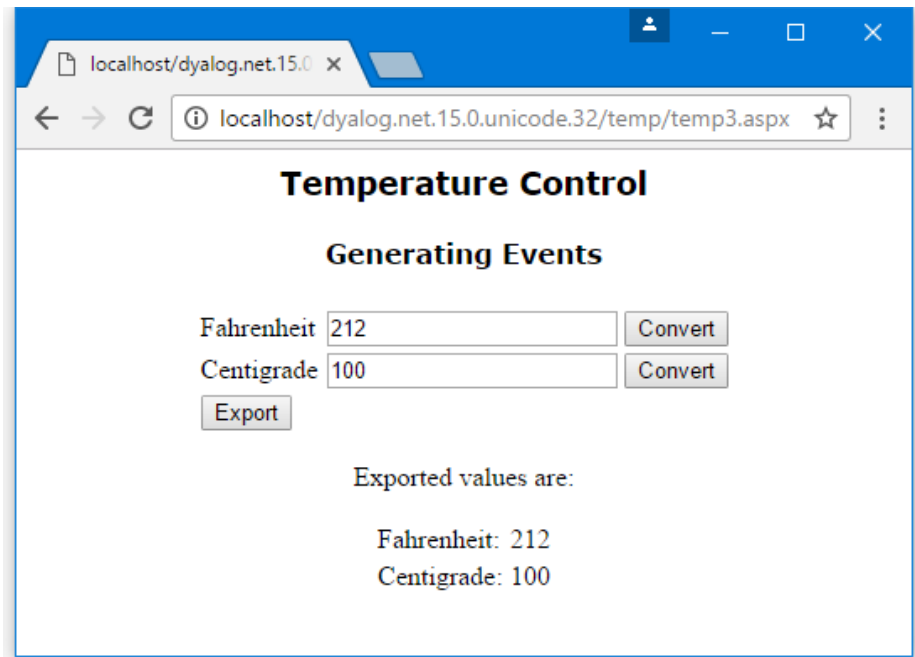 localhost/dyalog.net.15.0
localhost/dyalog.net.15.0.unicode.32/temp/temp3.aspx
Temperature Control
Generating Events
Fahrenheit 212 Convert
Centigrade 100 Convert
Export
Exported values are:
Fahrenheit: 212
Centigrade: 100